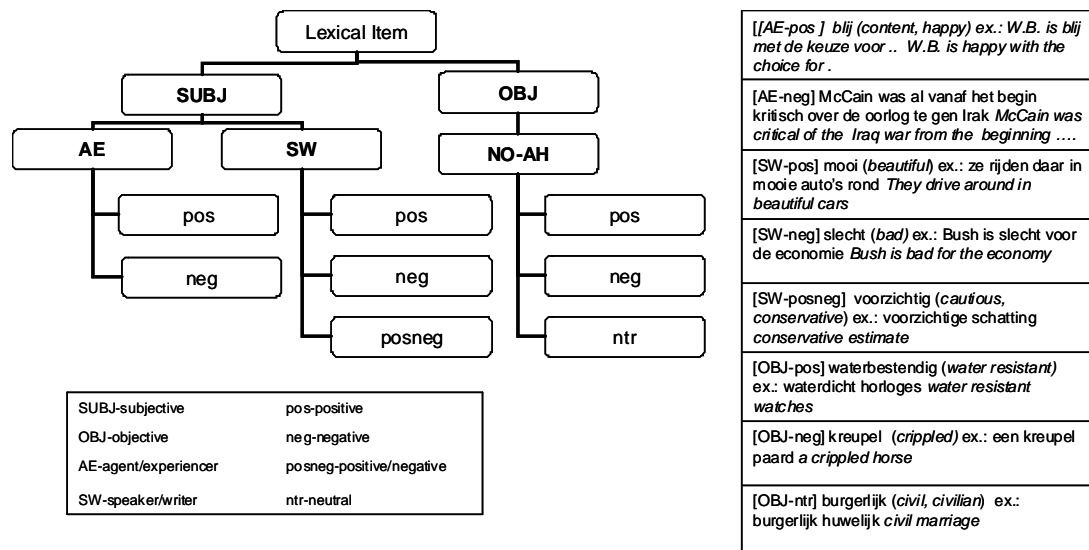 Lexical Item
SUBJ
OBJ
AE
SW
NO-AH
pos
pos
pos
neg
neg
neg
posneg
ntr
SUBJ-subjective pos-positive
OBJ-objective neg-negative
AE-agent/experiencer posneg-positive/negative
SW-speaker/writer ntr-neutral
[[AE-pos ] blij (content, happy) ex.: W.B. is blij
met de keuze voor .. W.B. is happy with the
choice for .
[AE-neg] McCain was al vanaf het begin
kritisch over de oorlog te gen Irak McCain was
critical of the Iraq war from the beginning ….
[SW-pos] mooi (beautiful) ex.: ze rijden daar in
mooie auto's rond They drive around in
beautiful cars
[SW-neg] slecht (bad) ex.: Bush is slecht voor
de economie Bush is bad for the economy
[SW-posneg] voorzichtig (cautious,
conservative) ex.: voorzichtige schatting
conservative estimate
[OBJ-pos] waterbestendig (water resistant)
ex.: waterdicht horloges water resistant
watches
[OBJ-neg] kreupel (crippled) ex.: een kreupel
paard a crippled horse
[OBJ-ntr] burgerlijk (civil, civilian) ex.:
burgerlijk huwelijk civil marriage